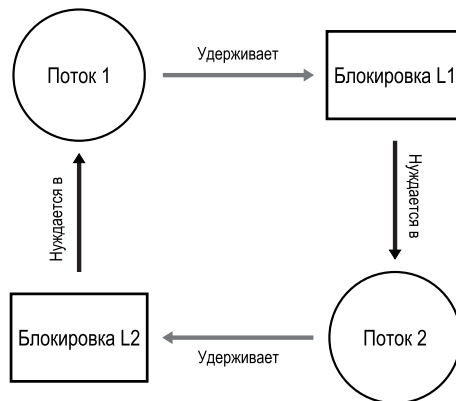 Удерживает
Поток 1
Блокировка L1
Нуждается в
Нуждается в
Блокировка L2
Поток 2
Удерживает